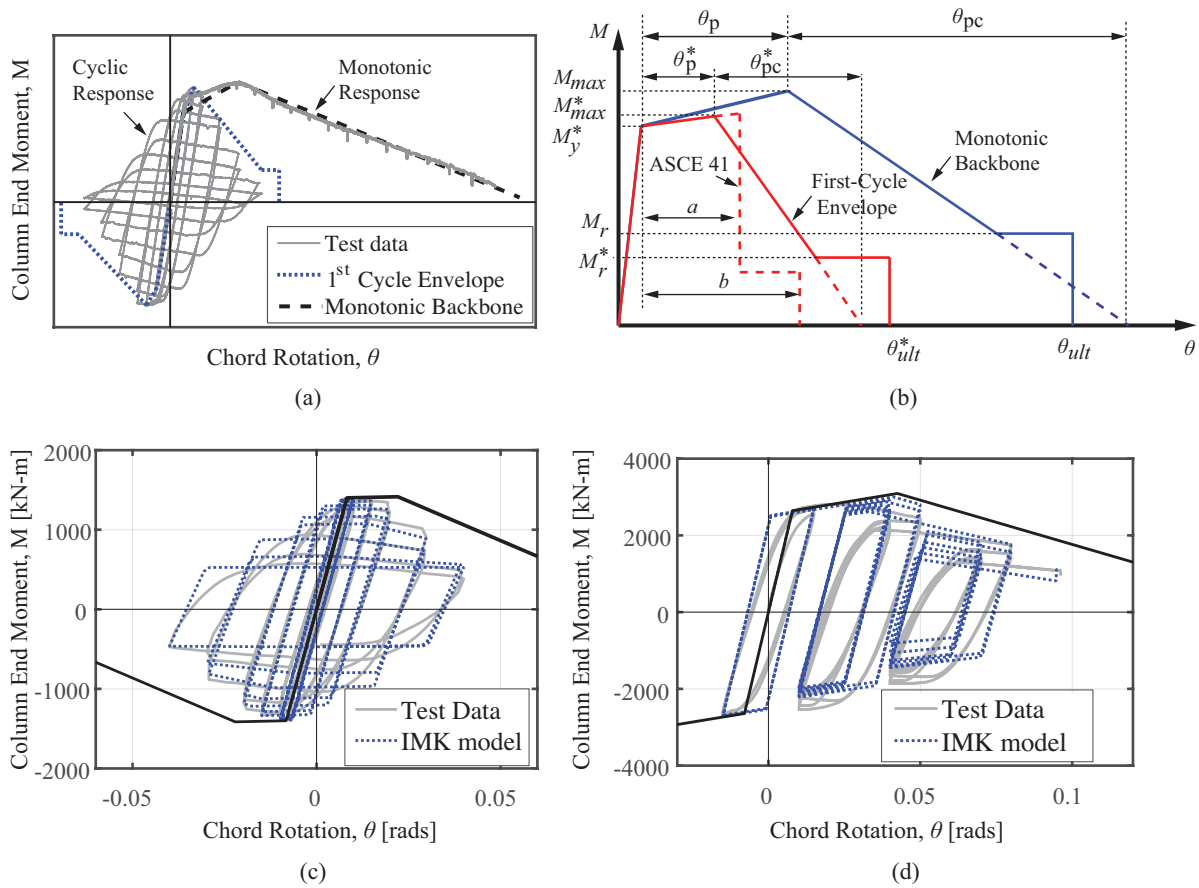 Column End Moment, M
Cyclic
Response
Monotonic
Response
Test data
1st Cycle Envelope
Monotonic Backbone
Chord Rotation, θ
(a)
M
θp
θpc
θ*p
θ*pc
Mmax
M*max
M*y
ASCE 41
Monotonic
Backbone
First-Cycle
Envelope
a
Mr
M*r
b
θ*ult
θult
θ
(b)
Column End Moment, M [kN-m]
2000
1000
0
-1000
-2000
-0.05
0
0.05
Test Data
IMK model
Chord Rotation, θ [rads]
(c)
Column End Moment, M [kN-m]
4000
2000
0
-2000
-4000
0
0.05
0.1
Test Data
IMK model
Chord Rotation, θ [rads]
(d)